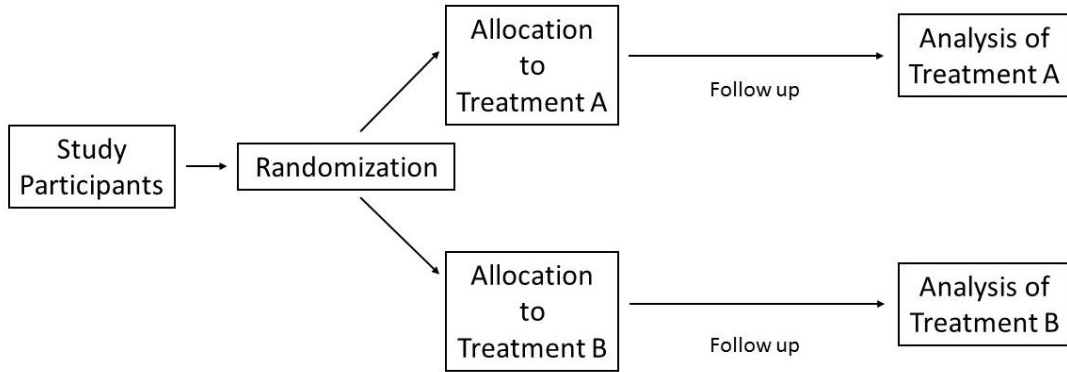 Study
Participants
Randomization
Allocation
to
Treatment A
Follow up
Analysis of
Treatment A
Allocation
to
Treatment B
Follow up
Analysis of
Treatment B